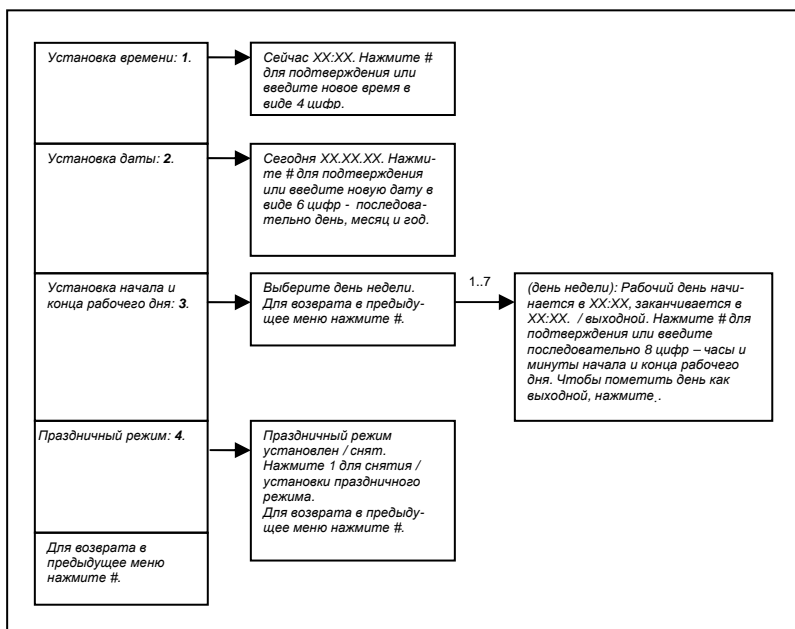 Установка времени: 1.
Сейчас XX:XX. Нажмите #
для подтверждения или
введите новое время в
виде 4 цифр.
Установка даты: 2.
Сегодня XX.XX.XX. Нажми-
те # для подтверждения
или введите новую дату в
виде 6 цифр - последова-
тельно день, месяц и год.
Установка начала и
конца рабочего дня: 3.
Выберите день недели.
Для возврата в предыду-
щее меню нажмите #.
1..7
(день недели): Рабочий день начи-
нается в XX:XX, заканчивается в
XX:XX. / выходной. Нажмите # для
подтверждения или введите
последовательно 8 цифр – часы и
минуты начала и конца рабочего
дня. Чтобы пометить день как
выходной, нажмите .
Праздничный режим: 4.
Праздничный режим
установлен / снят.
Нажмите 1 для снятия /
установки праздничного
режима.
Для возврата в предыду-
щее меню нажмите #.
Для возврата в
предыдущее меню
нажмите #.